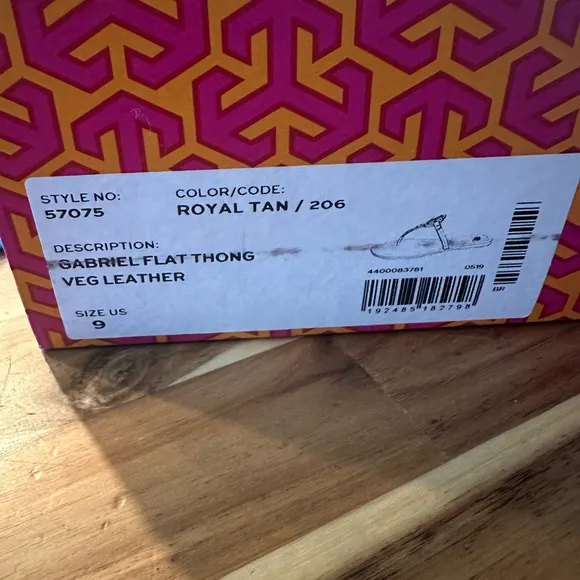 STYLE NO: COLOR/CODE:
57075 ROYAL TAN / 206
DESCRIPTION:
GABRIEL FLAT THONG
VEG LEATHER
4400083781 0519
BR
192485182798
SIZE US
9